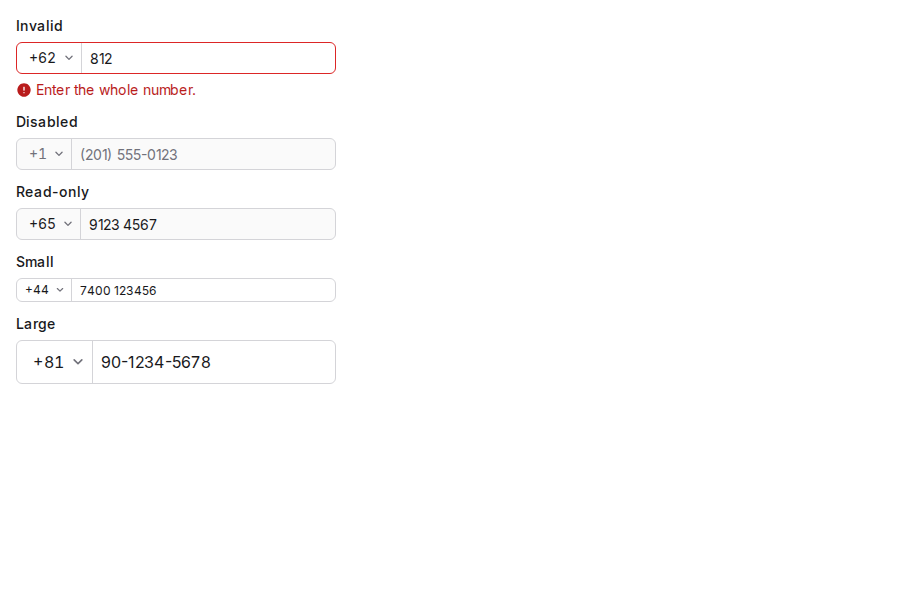 Invalid
+62 812
Enter the whole number.
Disabled
+1 (201) 555-0123
Read-only
+65 9123 4567
Small
+44 7400 123456
Large
+81 90-1234-5678